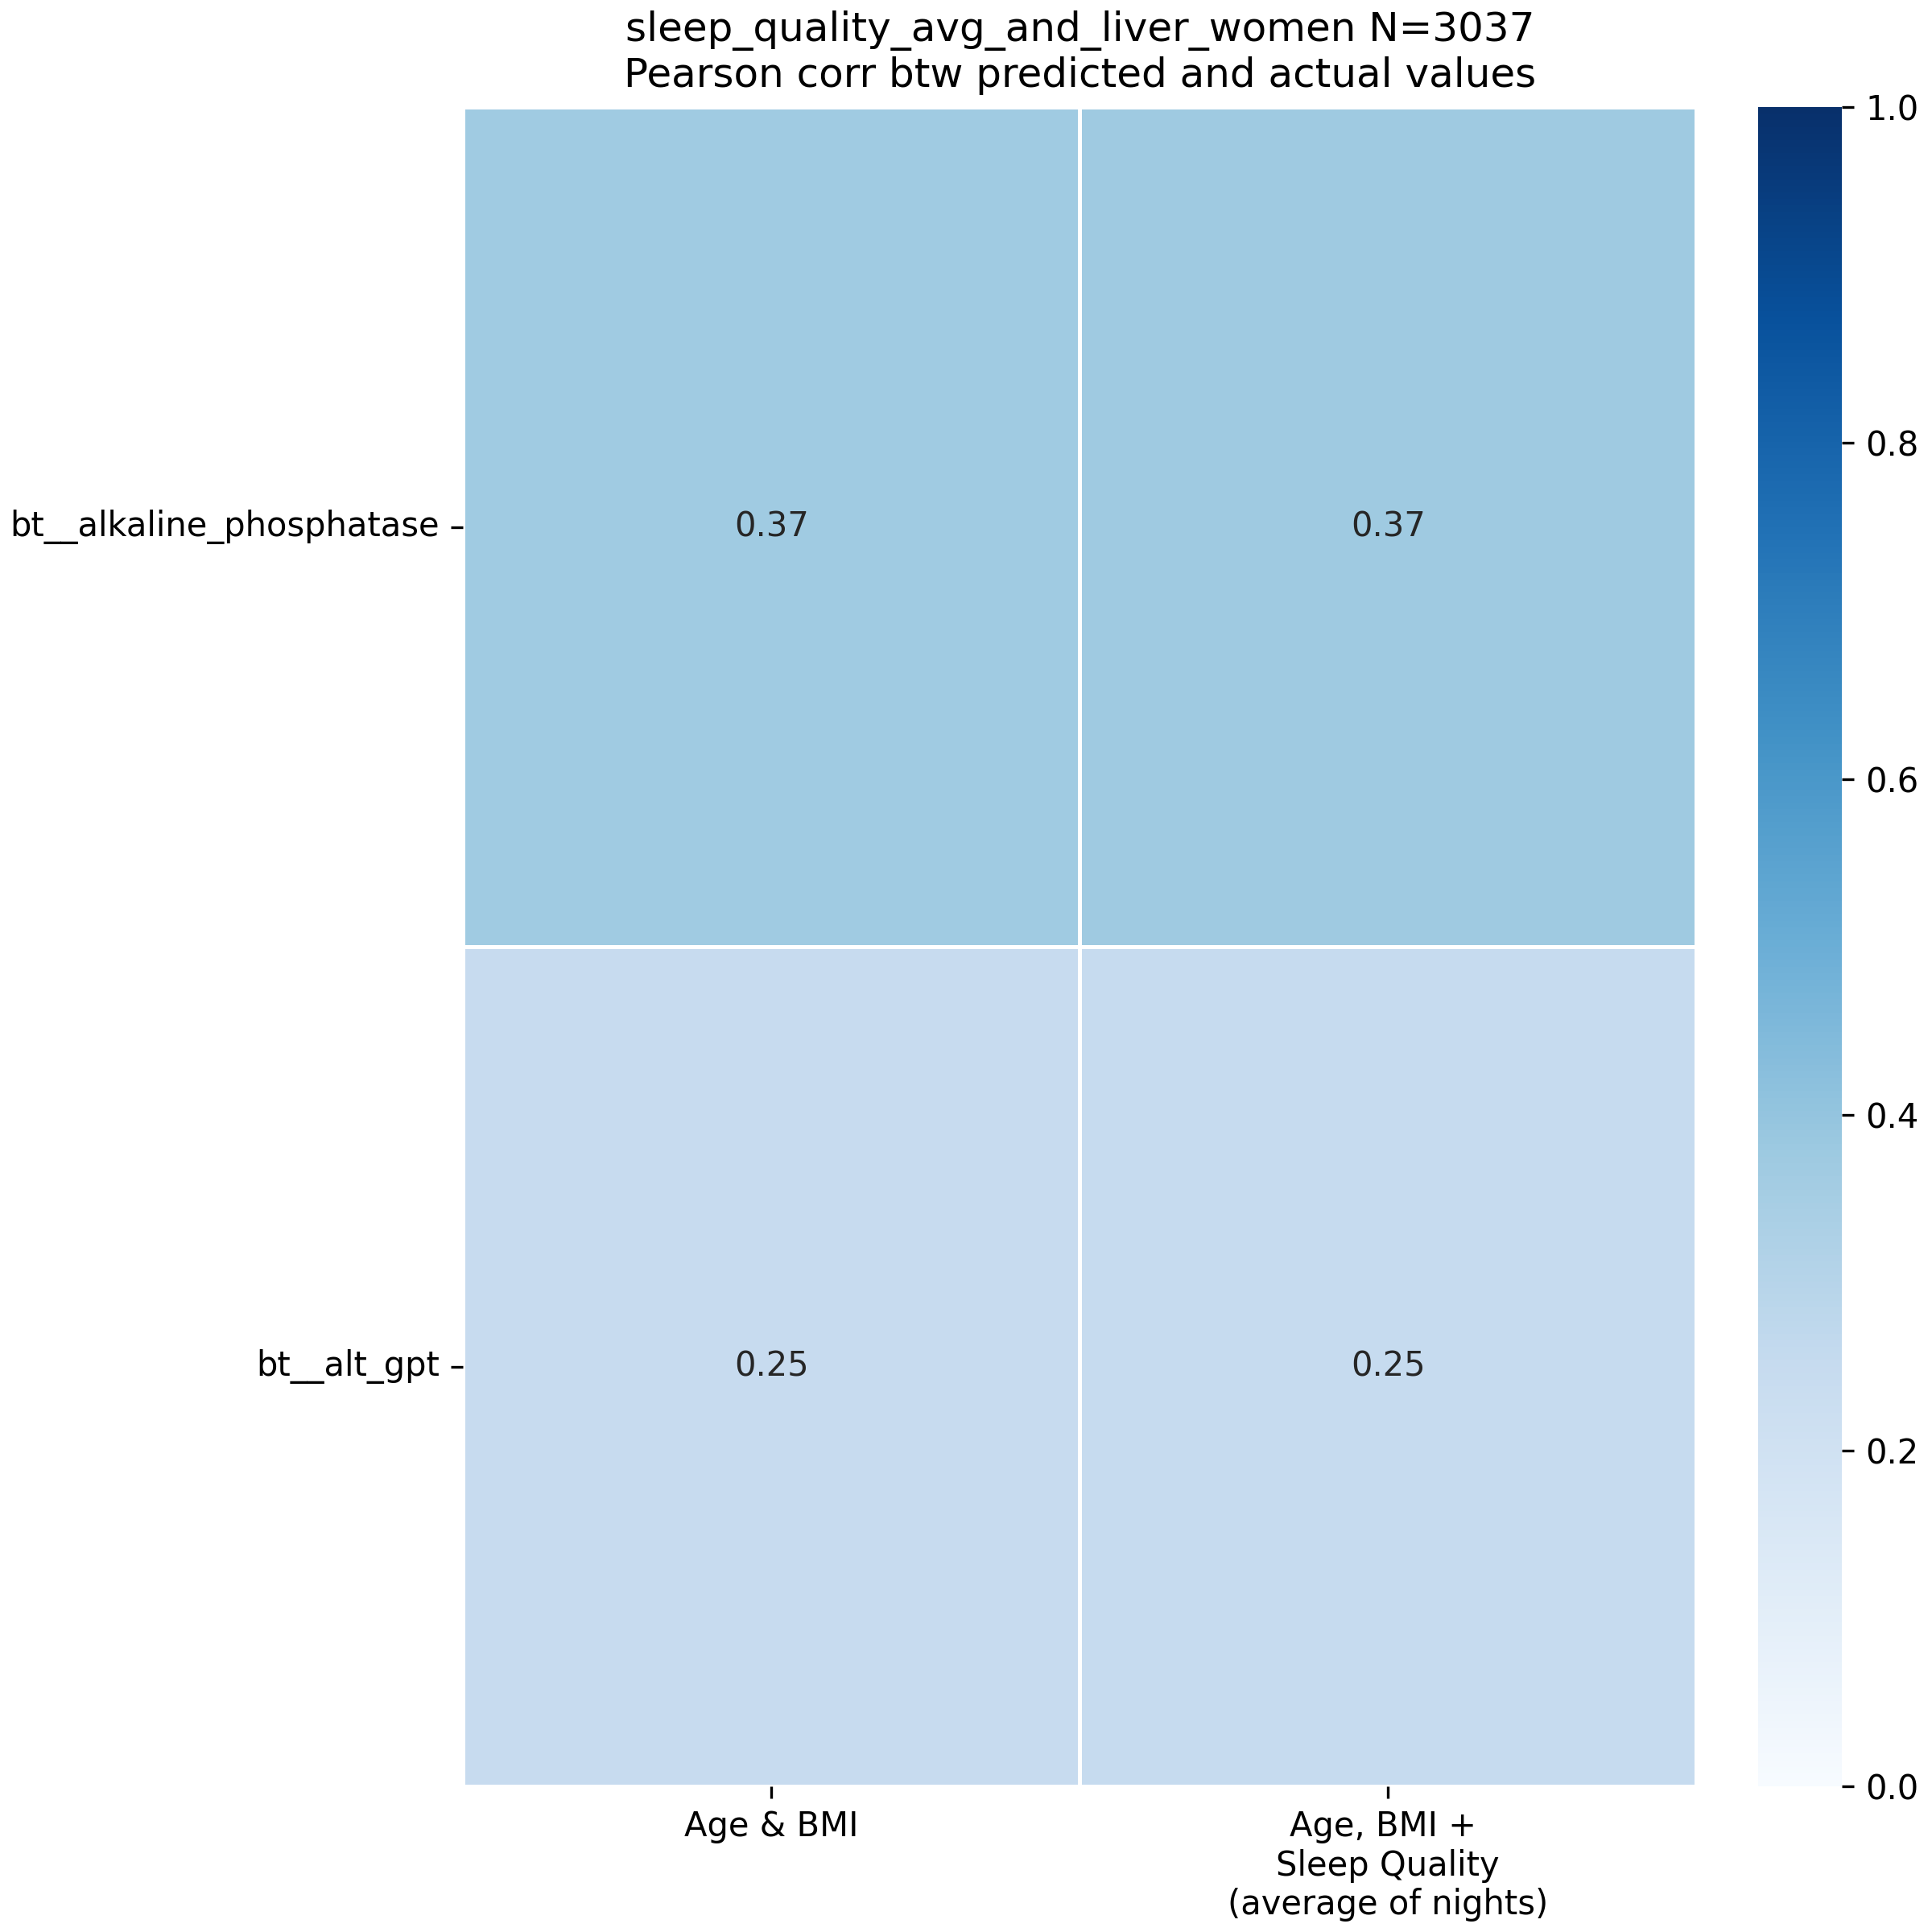 sleep_quality_avg_and_liver_women N=3037
Pearson corr btw predicted and actual values
bt__alkaline_phosphatase
0.37
0.37
bt__alt_gpt
0.25
0.25
Age & BMI
Age, BMI +
Sleep Quality
(average of nights)
1.0
0.8
0.6
0.4
0.2
0.0